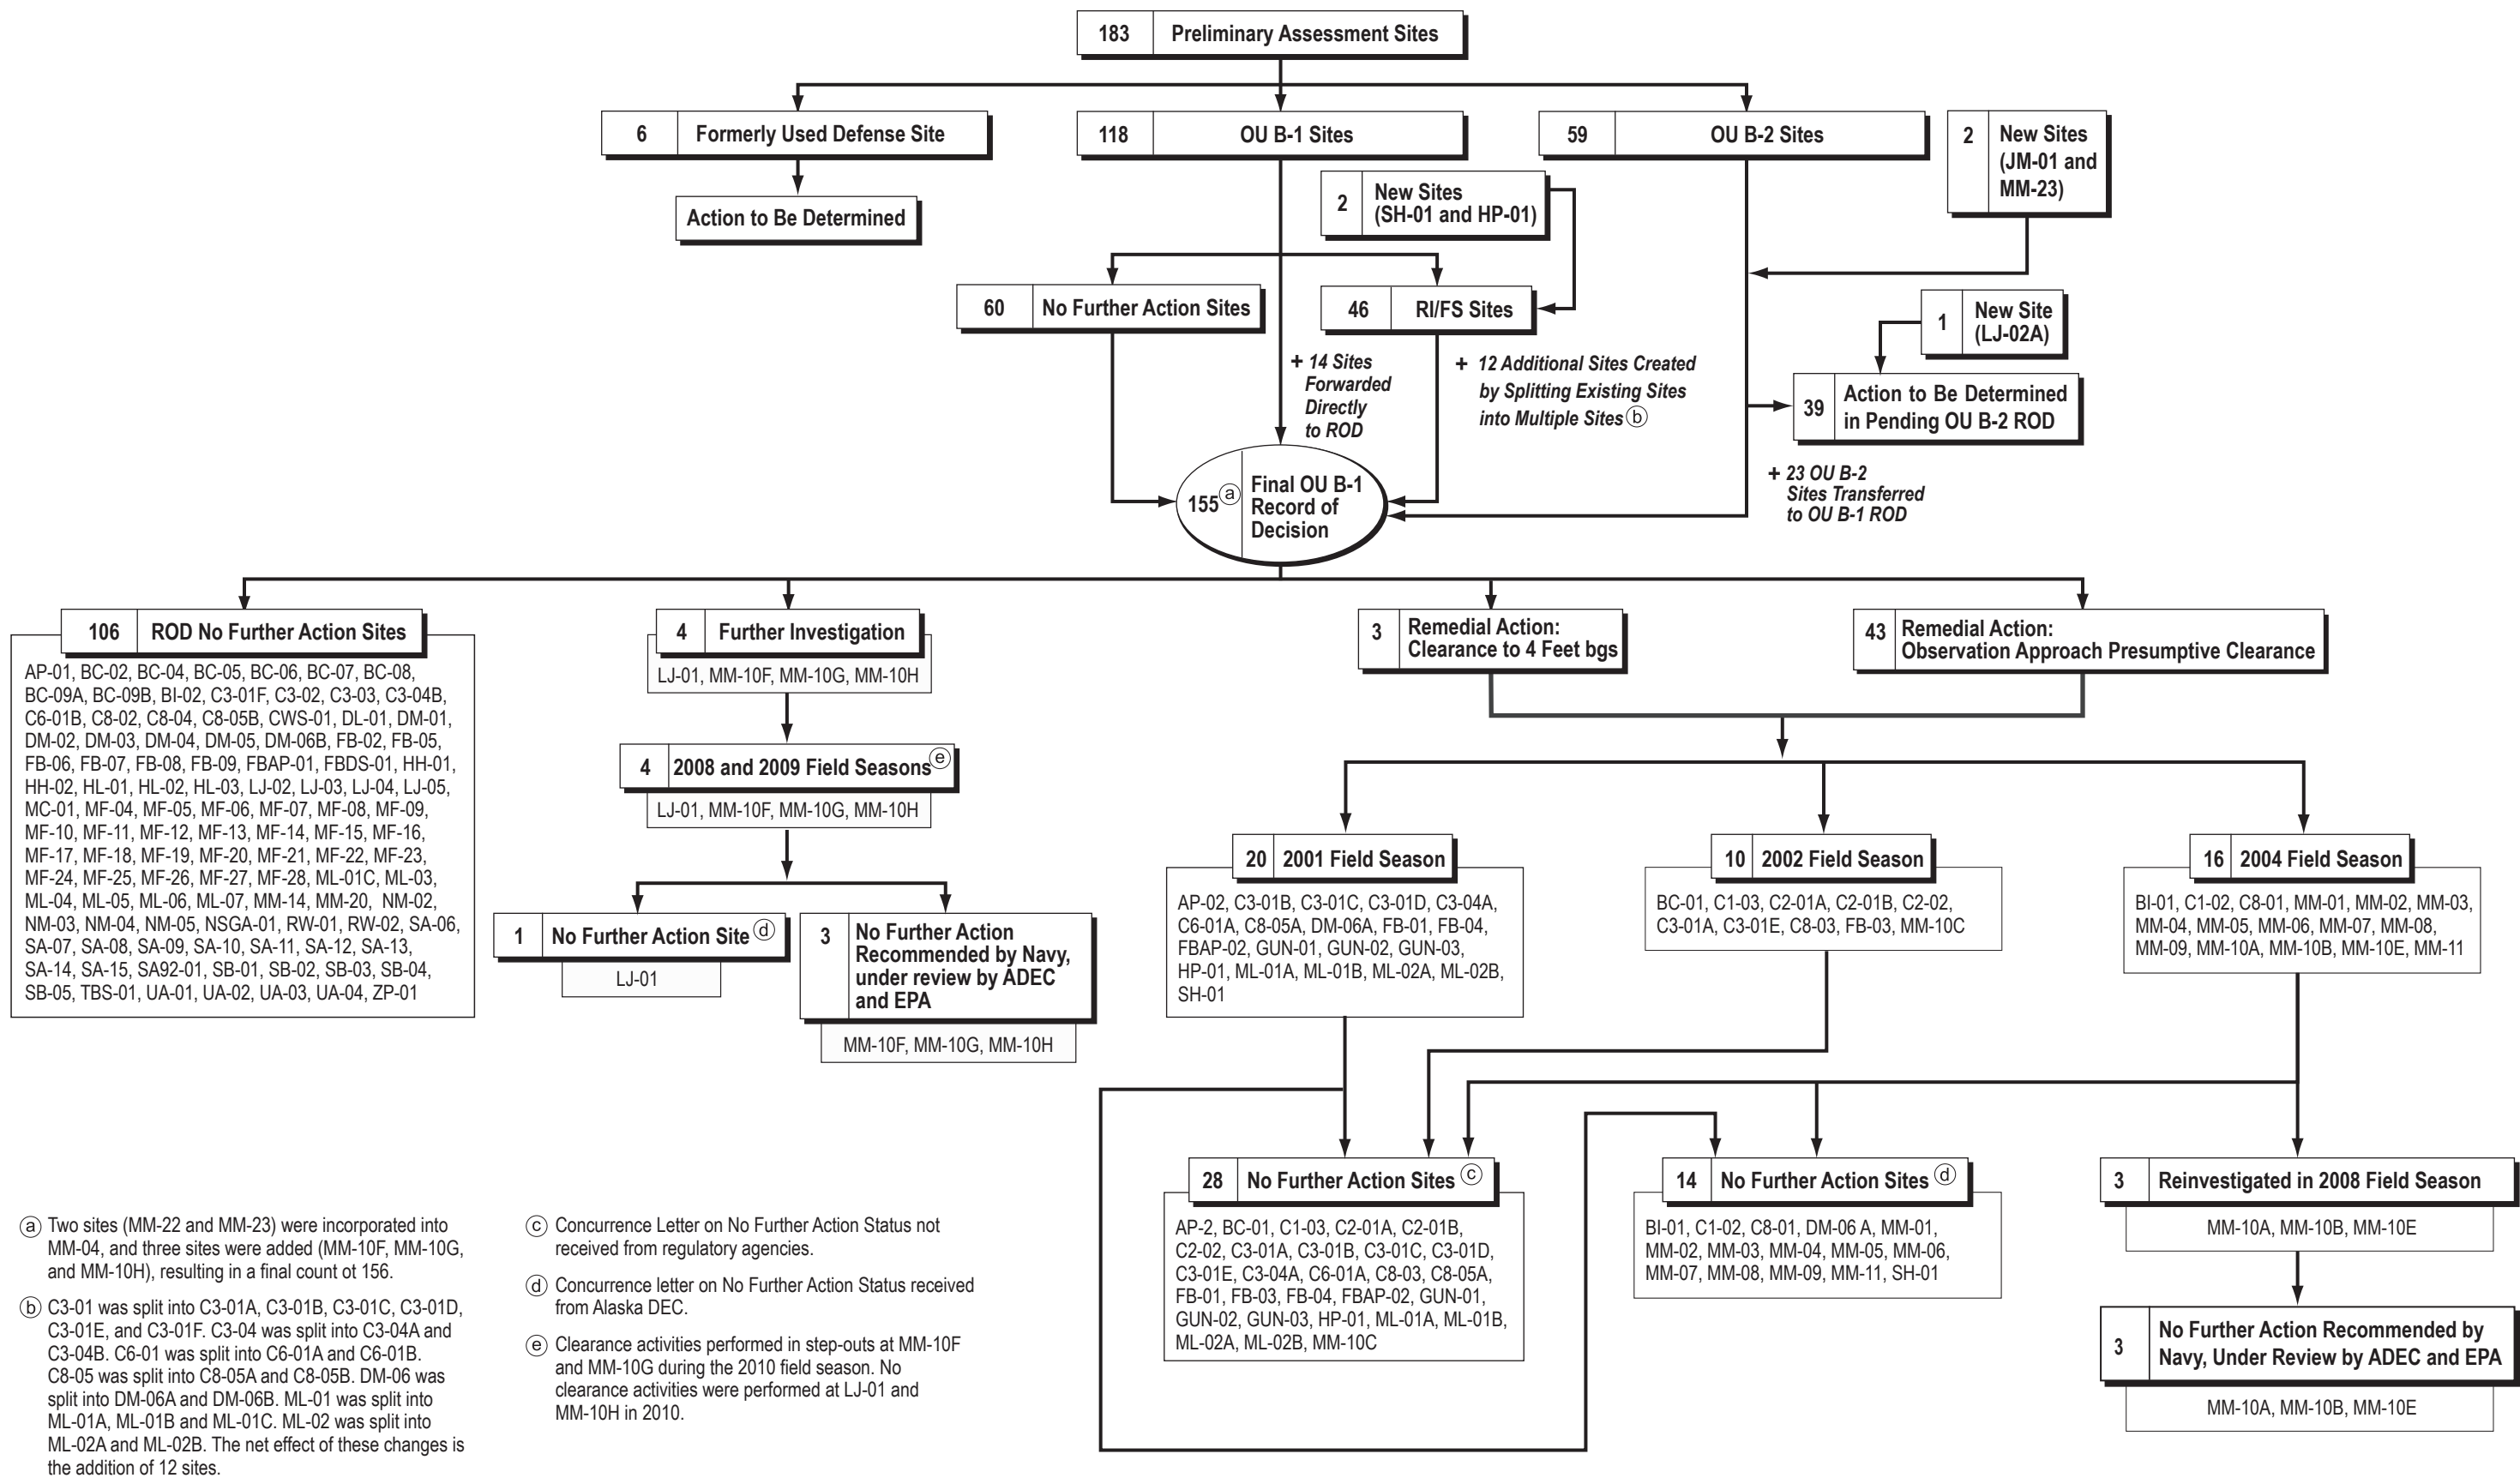 183 Preliminary Assessment Sites
6 Formerly Used Defense Site
118 OU B-1 Sites
59 OU B-2 Sites
2 New Sites
(JM-01 and
MM-23)
Action to Be Determined
2 New Sites
(SH-01 and HP-01)
60 No Further Action Sites
46 RI/FS Sites
1 New Site
(LJ-02A)
+ 14 Sites
Forwarded
Directly
to ROD
+ 12 Additional Sites Created
by Splitting Existing Sites
into Multiple Sites b
39 Action to Be Determined
in Pending OU B-2 ROD
+ 23 OU B-2
Sites Transferred
to OU B-1 ROD
155 a Final OU B-1
Record of
Decision
106 ROD No Further Action Sites
AP-01, BC-02, BC-04, BC-05, BC-06, BC-07, BC-08,
BC-09A, BC-09B, BI-02, C3-01F, C3-02, C3-03, C3-04B,
C6-01B, C8-02, C8-04, C8-05B, CWS-01, DL-01, DM-01,
DM-02, DM-03, DM-04, DM-05, DM-06B, FB-02, FB-05,
FB-06, FB-07, FB-08, FB-09, FBAP-01, FBDS-01, HH-01,
HH-02, HL-01, HL-02, HL-03, LJ-02, LJ-03, LJ-04, LJ-05,
MC-01, MF-04, MF-05, MF-06, MF-07, MF-08, MF-09,
MF-10, MF-11, MF-12, MF-13, MF-14, MF-15, MF-16,
MF-17, MF-18, MF-19, MF-20, MF-21, MF-22, MF-23,
MF-24, MF-25, MF-26, MF-27, MF-28, ML-01C, ML-03,
ML-04, ML-05, ML-06, ML-07, MM-14, MM-20, NM-02,
NM-03, NM-04, NM-05, NSGA-01, RW-01, RW-02, SA-06,
SA-07, SA-08, SA-09, SA-10, SA-11, SA-12, SA-13,
SA-14, SA-15, SA92-01, SB-01, SB-02, SB-03, SB-04,
SB-05, TBS-01, UA-01, UA-02, UA-03, UA-04, ZP-01
4 Further Investigation
LJ-01, MM-10F, MM-10G, MM-10H
4 2008 and 2009 Field Seasons e
LJ-01, MM-10F, MM-10G, MM-10H
1 No Further Action Site d
LJ-01
3 No Further Action
Recommended by Navy,
under review by ADEC
and EPA
MM-10F, MM-10G, MM-10H
3 Remedial Action:
Clearance to 4 Feet bgs
43 Remedial Action:
Observation Approach Presumptive Clearance
20 2001 Field Season
AP-02, C3-01B, C3-01C, C3-01D, C3-04A,
C6-01A, C8-05A, DM-06A, FB-01, FB-04,
FBAP-02, GUN-01, GUN-02, GUN-03,
HP-01, ML-01A, ML-01B, ML-02A, ML-02B,
SH-01
10 2002 Field Season
BC-01, C1-03, C2-01A, C2-01B, C2-02,
C3-01A, C3-01E, C8-03, FB-03, MM-10C
16 2004 Field Season
BI-01, C1-02, C8-01, MM-01, MM-02, MM-03,
MM-04, MM-05, MM-06, MM-07, MM-08,
MM-09, MM-10A, MM-10B, MM-10E, MM-11
28 No Further Action Sites c
AP-2, BC-01, C1-03, C2-01A, C2-01B,
C2-02, C3-01A, C3-01B, C3-01C, C3-01D,
C3-01E, C3-04A, C6-01A, C8-03, C8-05A,
FB-01, FB-03, FB-04, FBAP-02, GUN-01,
GUN-02, GUN-03, HP-01, ML-01A, ML-01B,
ML-02A, ML-02B, MM-10C
14 No Further Action Sites d
BI-01, C1-02, C8-01, DM-06 A, MM-01,
MM-02, MM-03, MM-04, MM-05, MM-06,
MM-07, MM-08, MM-09, MM-11, SH-01
3 Reinvestigated in 2008 Field Season
MM-10A, MM-10B, MM-10E
3 No Further Action Recommended by
Navy, Under Review by ADEC and EPA
MM-10A, MM-10B, MM-10E
a Two sites (MM-22 and MM-23) were incorporated into
MM-04, and three sites were added (MM-10F, MM-10G,
and MM-10H), resulting in a final count ot 156.
b C3-01 was split into C3-01A, C3-01B, C3-01C, C3-01D,
C3-01E, and C3-01F. C3-04 was split into C3-04A and
C3-04B. C6-01 was split into C6-01A and C6-01B.
C8-05 was split into C8-05A and C8-05B. DM-06 was
split into DM-06A and DM-06B. ML-01 was split into
ML-01A, ML-01B and ML-01C. ML-02 was split into
ML-02A and ML-02B. The net effect of these changes is
the addition of 12 sites.
c Concurrence Letter on No Further Action Status not
received from regulatory agencies.
d Concurrence letter on No Further Action Status received
from Alaska DEC.
e Clearance activities performed in step-outs at MM-10F
and MM-10G during the 2010 field season. No
clearance activities were performed at LJ-01 and
MM-10H in 2010.